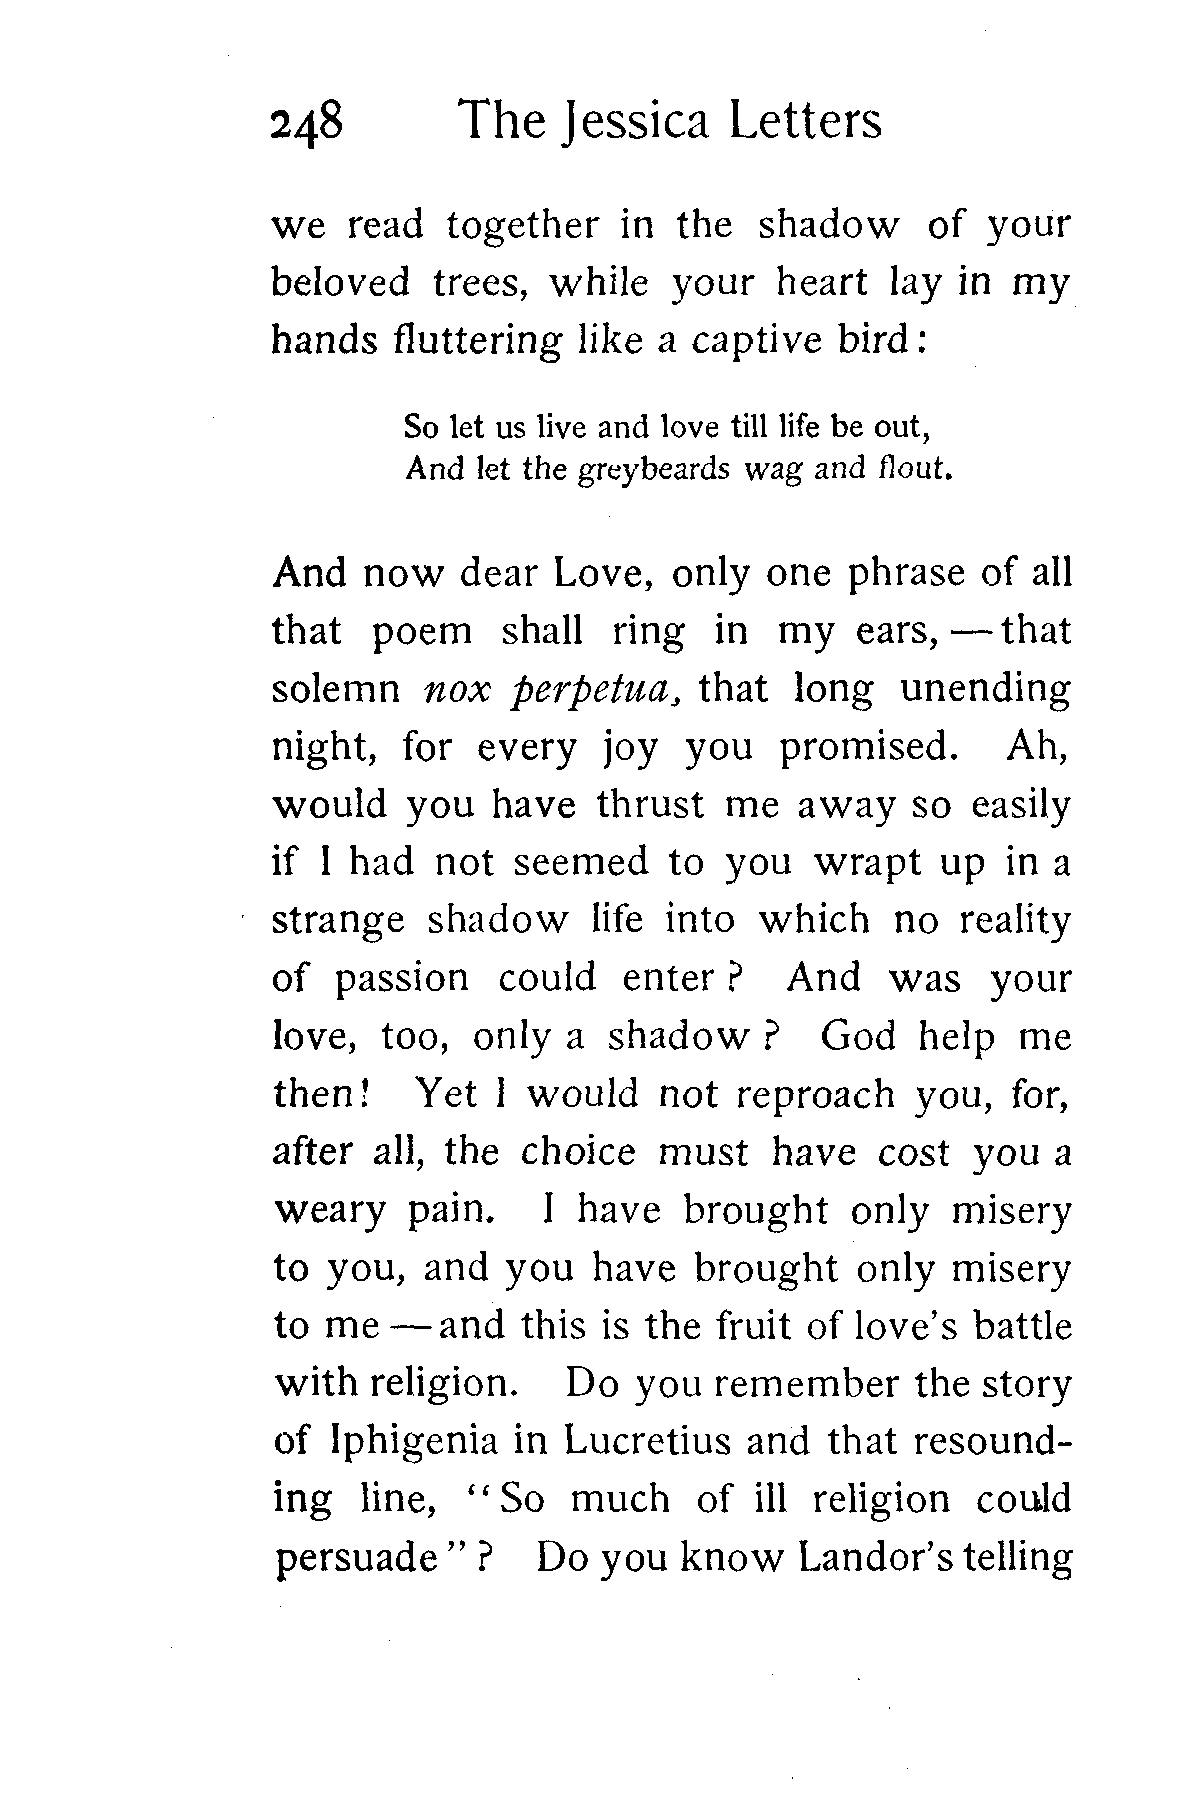 248 The Jessica Letters
we read together in the shadow of your
beloved trees, while your heart lay in my
hands fluttering like a captive bird:
So let us live and love till life be out,
And let the greybeards wag and flout.
And now dear Love, only one phrase of all
that poem shall ring in my ears, — that
solemn nox perpetua, that long unending
night, for every joy you promised. Ah,
would you have thrust me away so easily
if I had not seemed to you wrapt up in a
strange shadow life into which no reality
of passion could enter? And was your
love, too, only a shadow? God help me
then! Yet I would not reproach you, for,
after all, the choice must have cost you a
weary pain. I have brought only misery
to you, and you have brought only misery
to me — and this is the fruit of love's battle
with religion. Do you remember the story
of Iphigenia in Lucretius and that resound-
ing line, "So much of ill religion could
persuade"? Do you know Landor's telling